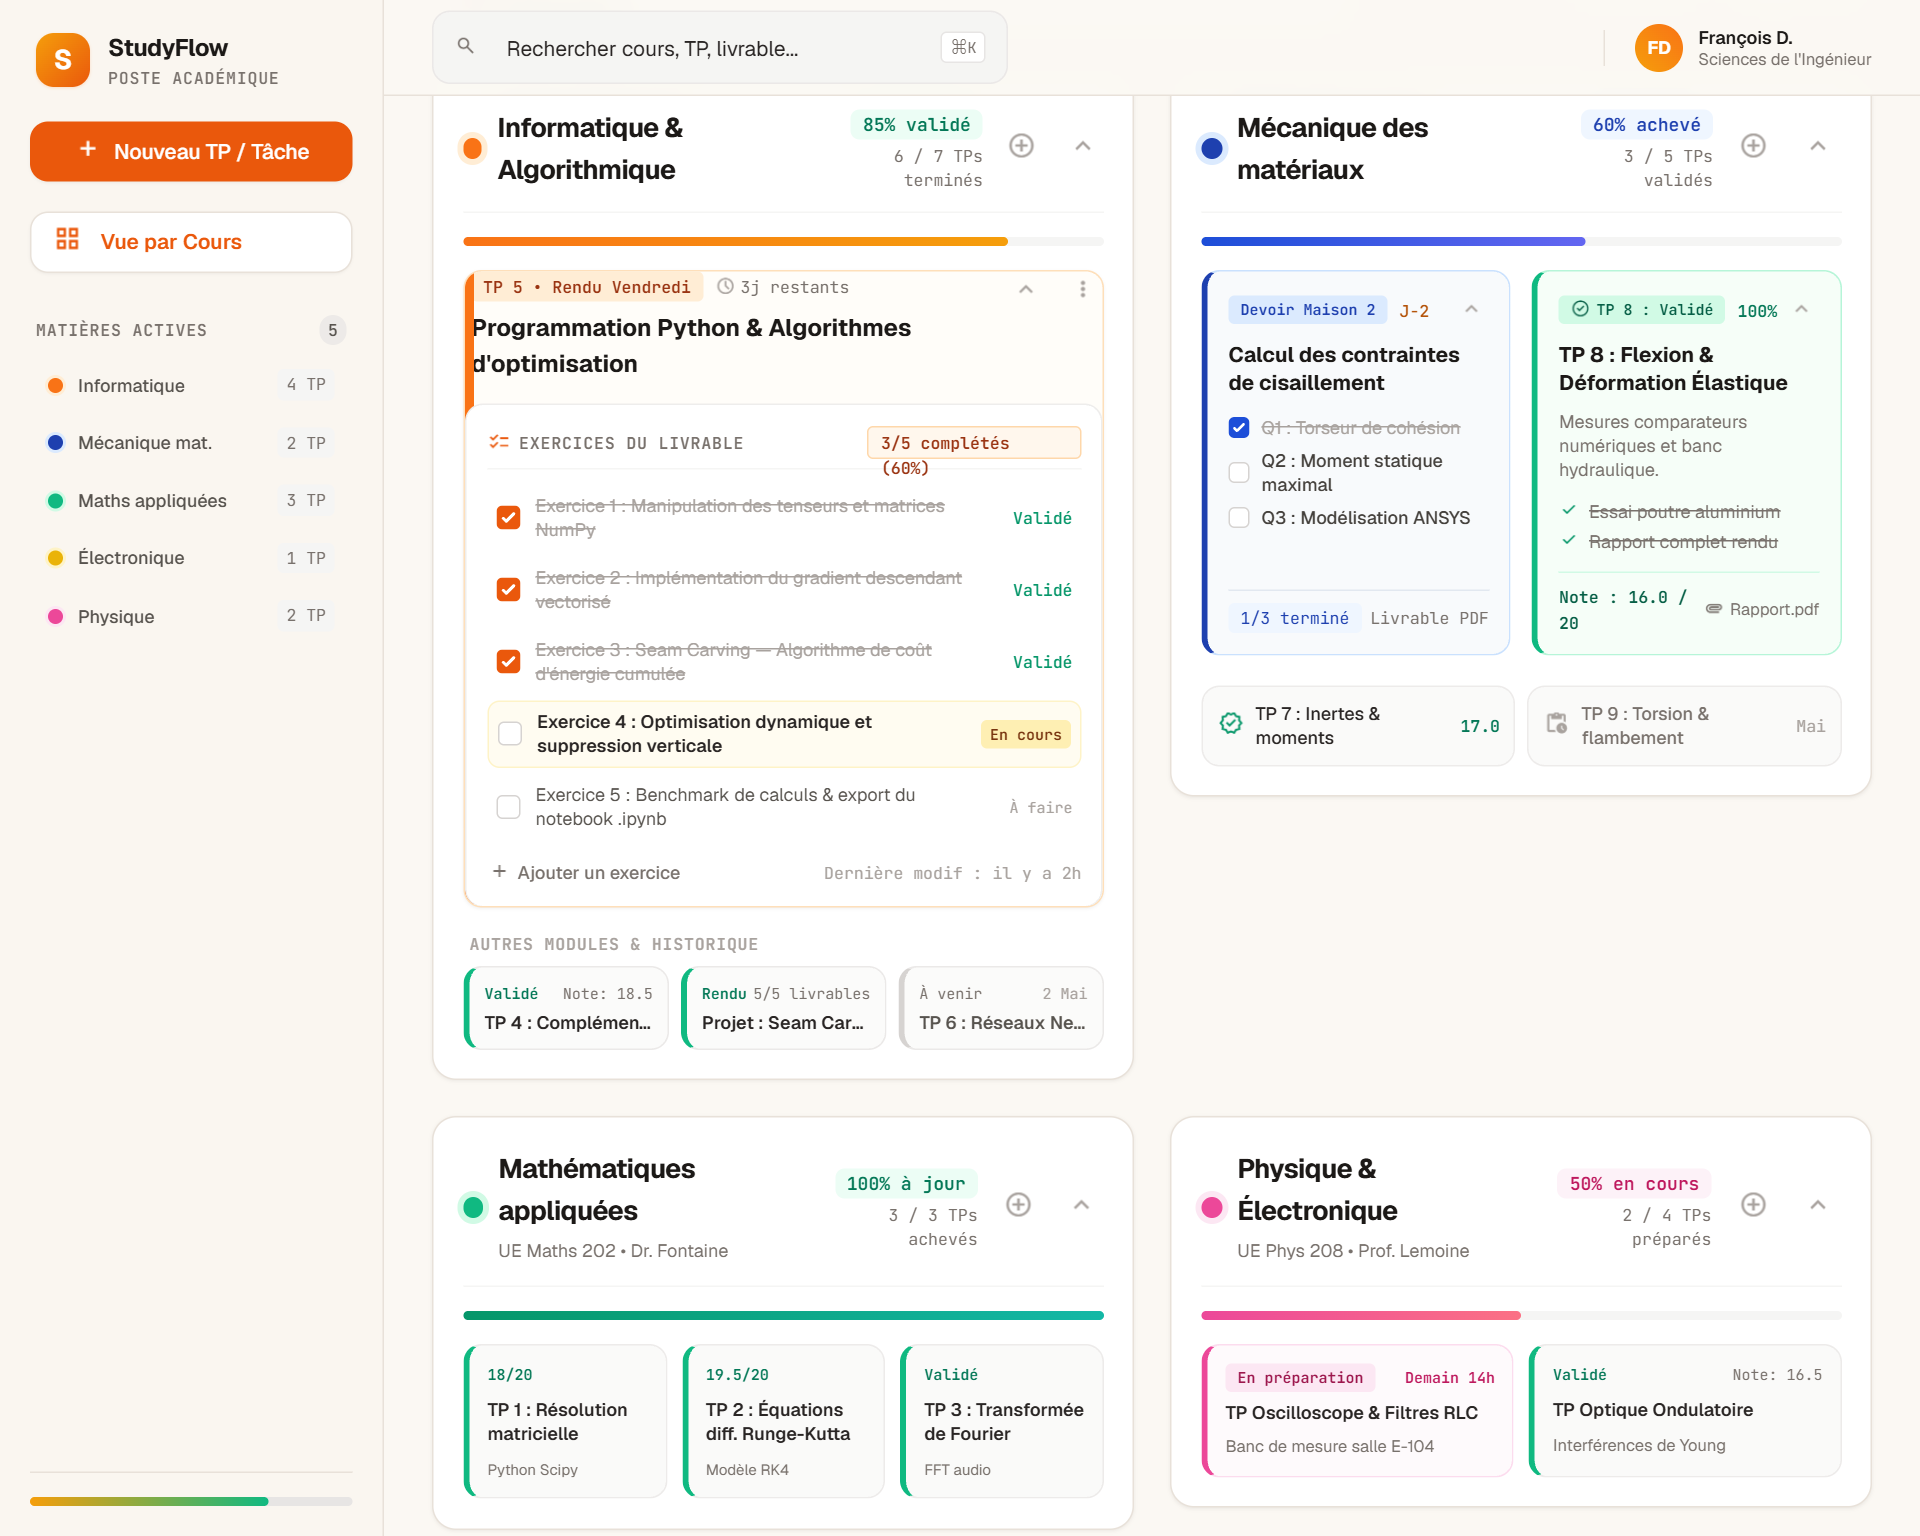 S
StudyFlow
POSTE ACADÉMIQUE
+ Nouveau TP / Tâche
Vue par Cours
MATIÈRES ACTIVES 5
Informatique 4 TP
Mécanique mat. 2 TP
Maths appliquées 3 TP
Électronique 1 TP
Physique 2 TP
Rechercher cours, TP, livrable... ⌘K
FD
François D.
Sciences de l'Ingénieur
Informatique &
Algorithmique
85% validé
6 / 7 TPs
terminés
TP 5 • Rendu Vendredi 3j restants
Programmation Python & Algorithmes
d'optimisation
EXERCICES DU LIVRABLE 3/5 complétés
(60%)
Exercice 1 : Manipulation des tenseurs et matrices
NumPy
Validé
Exercice 2 : Implémentation du gradient descendant
vectorisé
Validé
Exercice 3 : Seam Carving — Algorithme de coût
d'énergie cumulée
Validé
Exercice 4 : Optimisation dynamique et
suppression verticale
En cours
Exercice 5 : Benchmark de calculs & export du
notebook .ipynb
À faire
+ Ajouter un exercice Dernière modif : il y a 2h
AUTRES MODULES & HISTORIQUE
Validé Note: 18.5
TP 4 : Complémen...
Rendu 5/5 livrables
Projet : Seam Car...
À venir 2 Mai
TP 6 : Réseaux Ne...
Mécanique des
matériaux
60% achevé
3 / 5 TPs
validés
Devoir Maison 2 J-2
Calcul des contraintes
de cisaillement
Q1 : Torseur de cohésion
Q2 : Moment statique
maximal
Q3 : Modélisation ANSYS
1/3 terminé Livrable PDF
TP 8 : Validé 100%
TP 8 : Flexion &
Déformation Élastique
Mesures comparateurs
numériques et banc
hydraulique.
Essai poutre aluminium
Rapport complet rendu
Note : 16.0 /
20
Rapport.pdf
TP 7 : Inertes &
moments
17.0
TP 9 : Torsion &
flambement
Mai
Mathématiques
appliquées
UE Maths 202 • Dr. Fontaine
100% à jour
3 / 3 TPs
achevés
18/20
TP 1 : Résolution
matricielle
Python Scipy
19.5/20
TP 2 : Équations
diff. Runge-Kutta
Modèle RK4
Validé
TP 3 : Transformée
de Fourier
FFT audio
Physique &
Électronique
UE Phys 208 • Prof. Lemoine
50% en cours
2 / 4 TPs
préparés
En préparation Demain 14h
TP Oscilloscope & Filtres RLC
Banc de mesure salle E-104
Validé Note: 16.5
TP Optique Ondulatoire
Interférences de Young